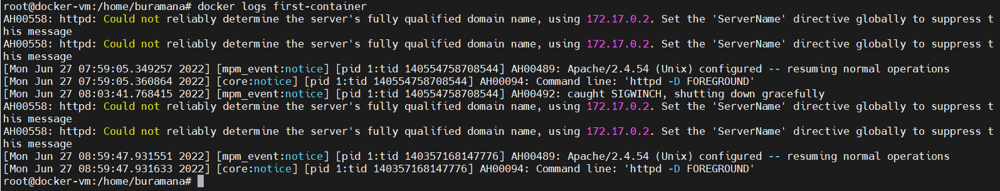 root@docker-vm:/home/buramana# docker logs first-container
AH00558: httpd: Could not reliably determine the server's fully qualified domain name, using 172.17.0.2. Set the 'ServerName' directive globally to suppress t
his message
AH00558: httpd: Could not reliably determine the server's fully qualified domain name, using 172.17.0.2. Set the 'ServerName' directive globally to suppress t
his message
[Mon Jun 27 07:59:05.349257 2022] [mpm_event:notice] [pid 1:tid 140554758708544] AH00489: Apache/2.4.54 (Unix) configured -- resuming normal operations
[Mon Jun 27 07:59:05.360864 2022] [core:notice] [pid 1:tid 140554758708544] AH00094: Command line: 'httpd -D FOREGROUND'
[Mon Jun 27 08:03:41.768415 2022] [mpm_event:notice] [pid 1:tid 140554758708544] AH00492: caught SIGWINCH, shutting down gracefully
AH00558: httpd: Could not reliably determine the server's fully qualified domain name, using 172.17.0.2. Set the 'ServerName' directive globally to suppress t
his message
AH00558: httpd: Could not reliably determine the server's fully qualified domain name, using 172.17.0.2. Set the 'ServerName' directive globally to suppress t
his message
[Mon Jun 27 08:59:47.931551 2022] [mpm_event:notice] [pid 1:tid 140357168147776] AH00489: Apache/2.4.54 (Unix) configured -- resuming normal operations
[Mon Jun 27 08:59:47.931633 2022] [core:notice] [pid 1:tid 140357168147776] AH00094: Command line: 'httpd -D FOREGROUND'
root@docker-vm:/home/buramana#